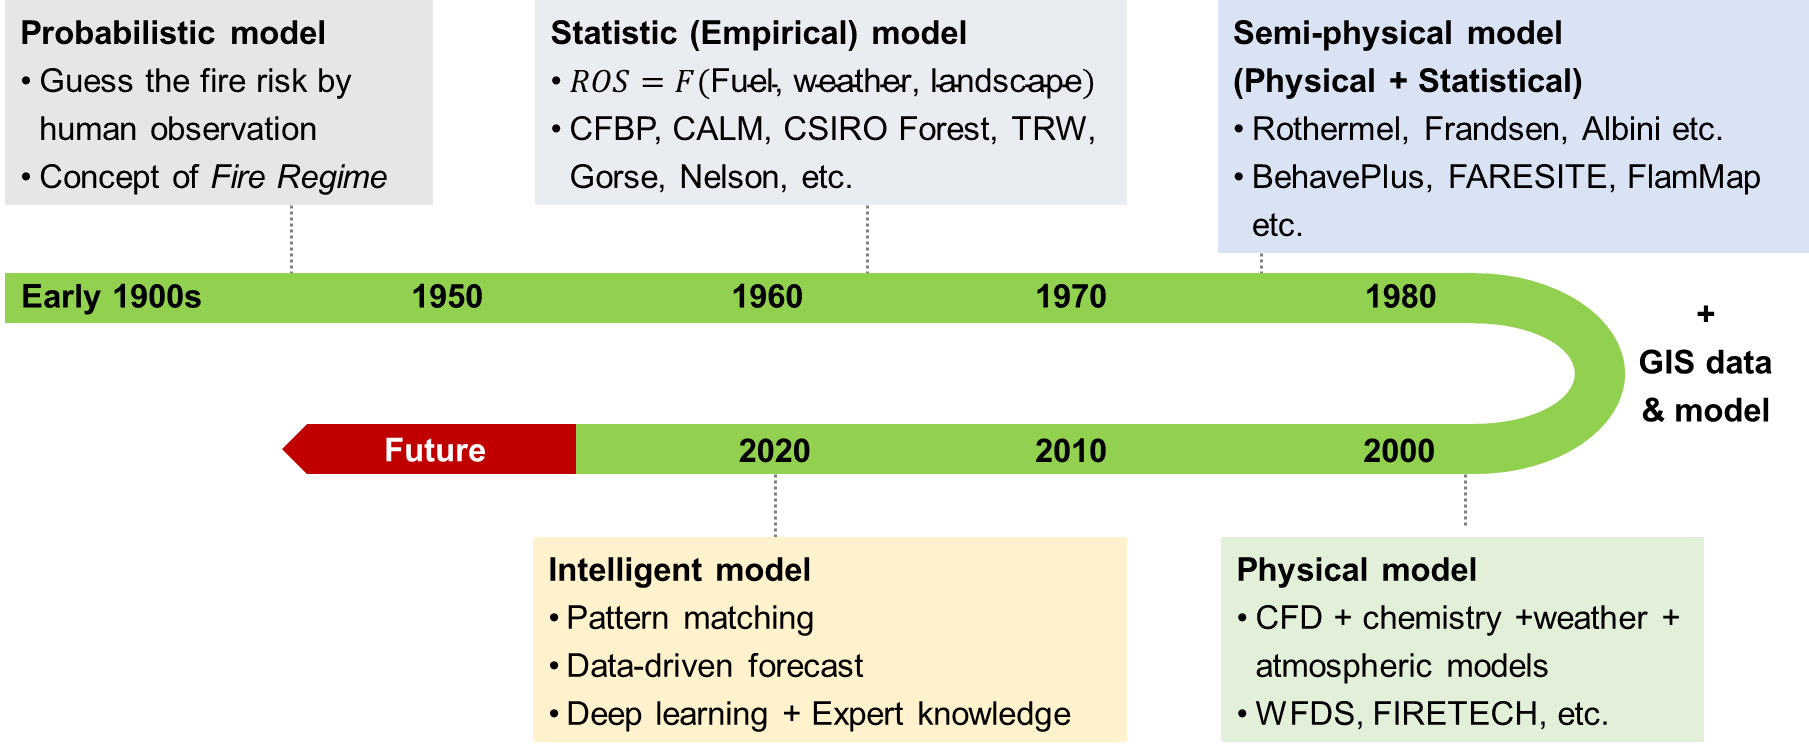 Probabilistic model
• Guess the fire risk by
human observation
• Concept of Fire Regime
Statistic (Empirical) model
• ROS = F(Fuel, weather, landscape)
• CFBP, CALM, CSIRO Forest, TRW,
Gorse, Nelson, etc.
Semi-physical model
(Physical + Statistical)
• Rothermel, Frandsen, Albini etc.
• BehavePlus, FARESITE, FlamMap
etc.
Early 1900s 1950 1960 1970 1980
+
GIS data
& model
Future 2020 2010 2000
Intelligent model
• Pattern matching
• Data-driven forecast
• Deep learning + Expert knowledge
Physical model
• CFD + chemistry +weather +
atmospheric models
• WFDS, FIRETECH, etc.